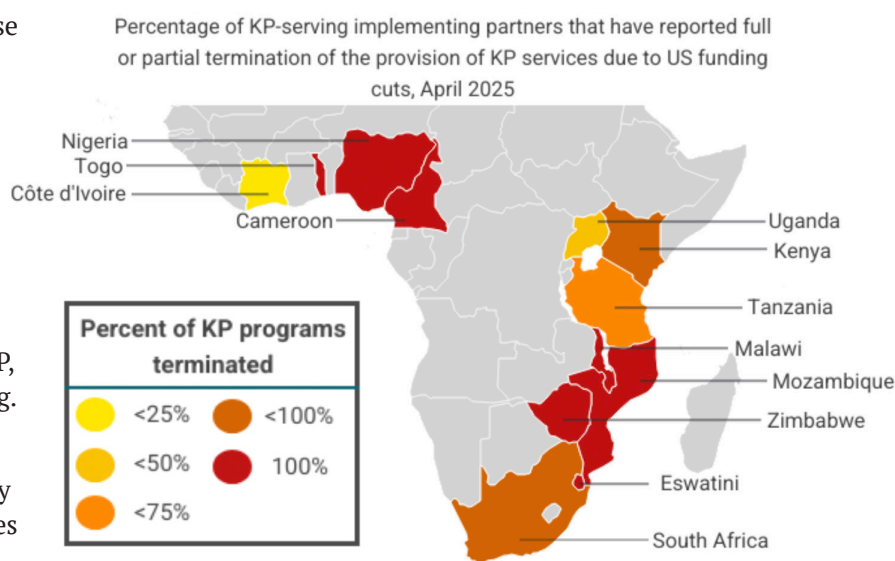 se
Percentage of KP-serving implementing partners that have reported full
or partial termination of the provision of KP services due to US funding
cuts, April 2025
Nigeria
Togo
Côte d'Ivoire
Cameroon
Uganda
Kenya
Tanzania
Malawi
Mozambique
Zimbabwe
Eswatini
South Africa
Percent of KP programs
terminated
<25% <100%
<50% 100%
<75%
P,
g.
y
es